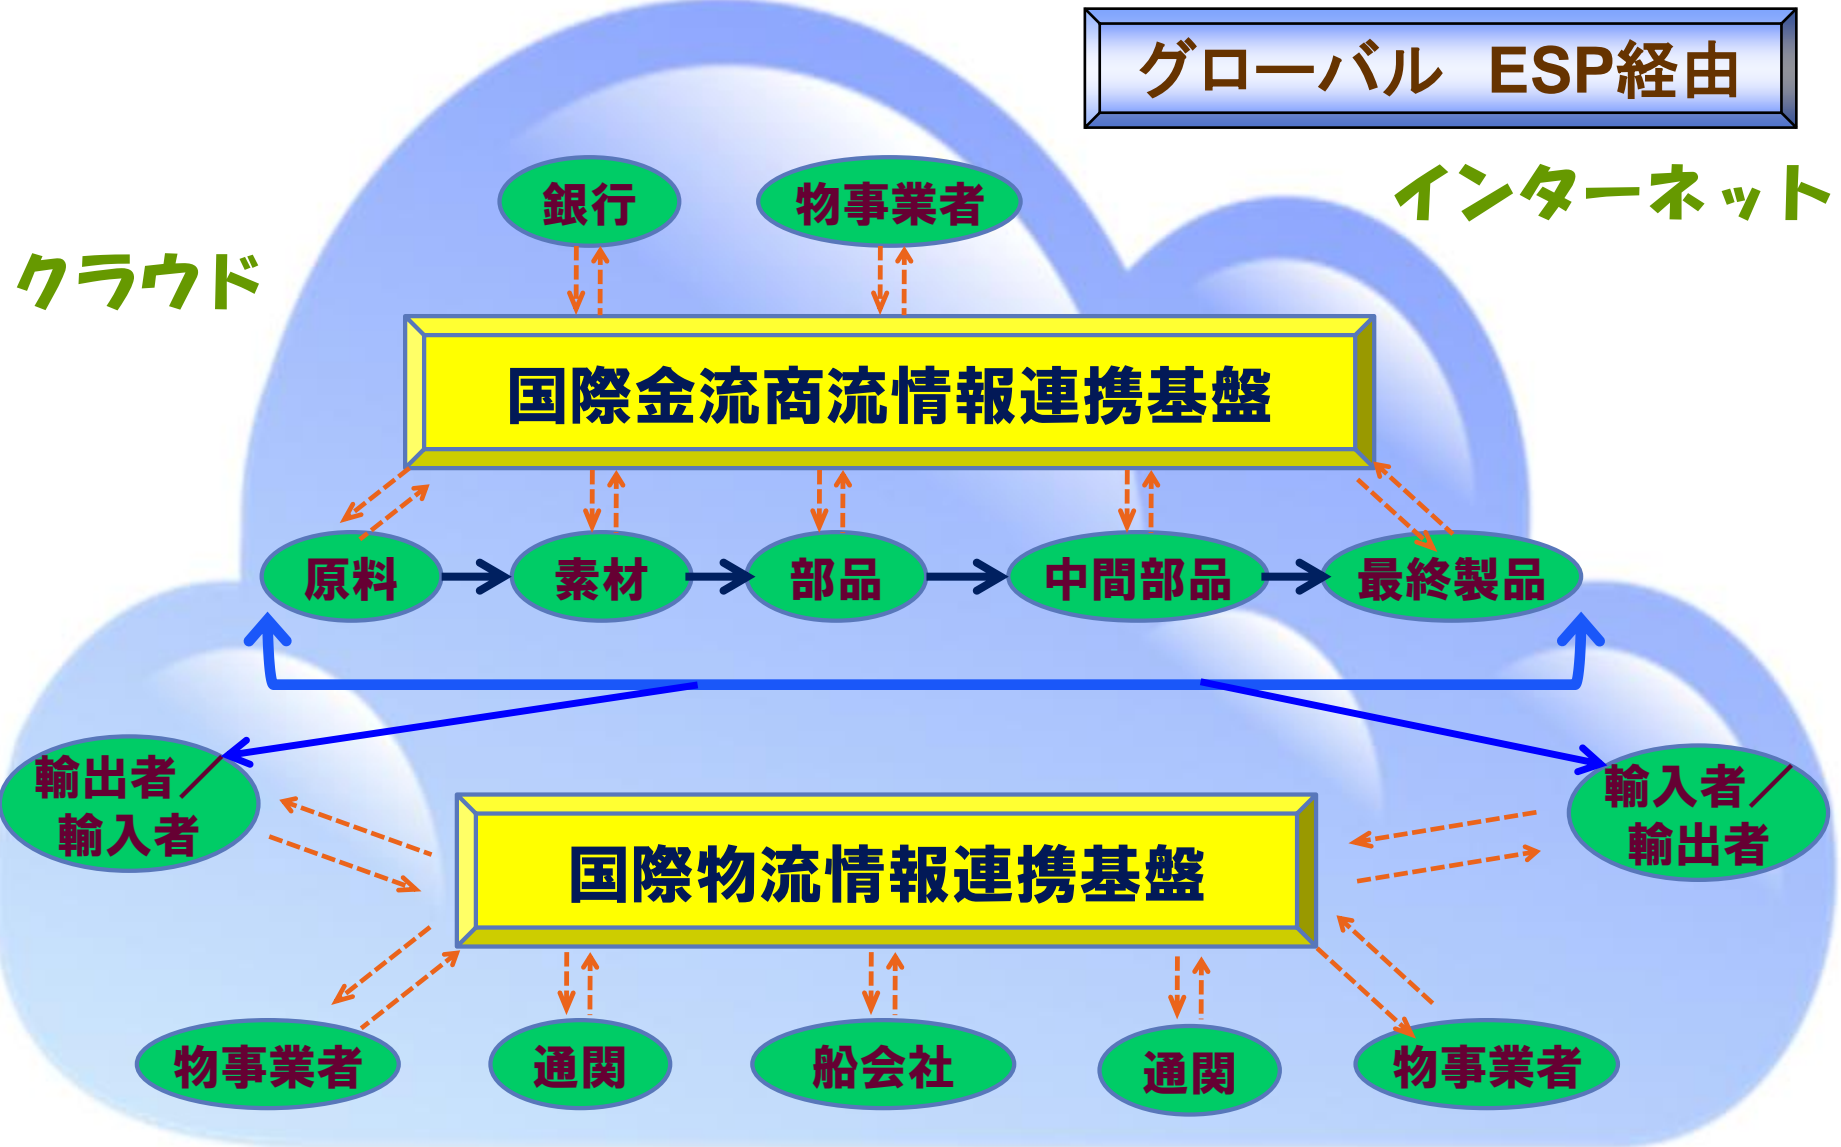 グローバル　ESP経由
インターネット
クラウド
銀行
物事業者
国際金流商流情報連携基盤
原料
素材
部品
中間部品
最終製品
輸出者／
輸入者
輸入者／
輸出者
国際物流情報連携基盤
物事業者
通関
船会社
通関
物事業者